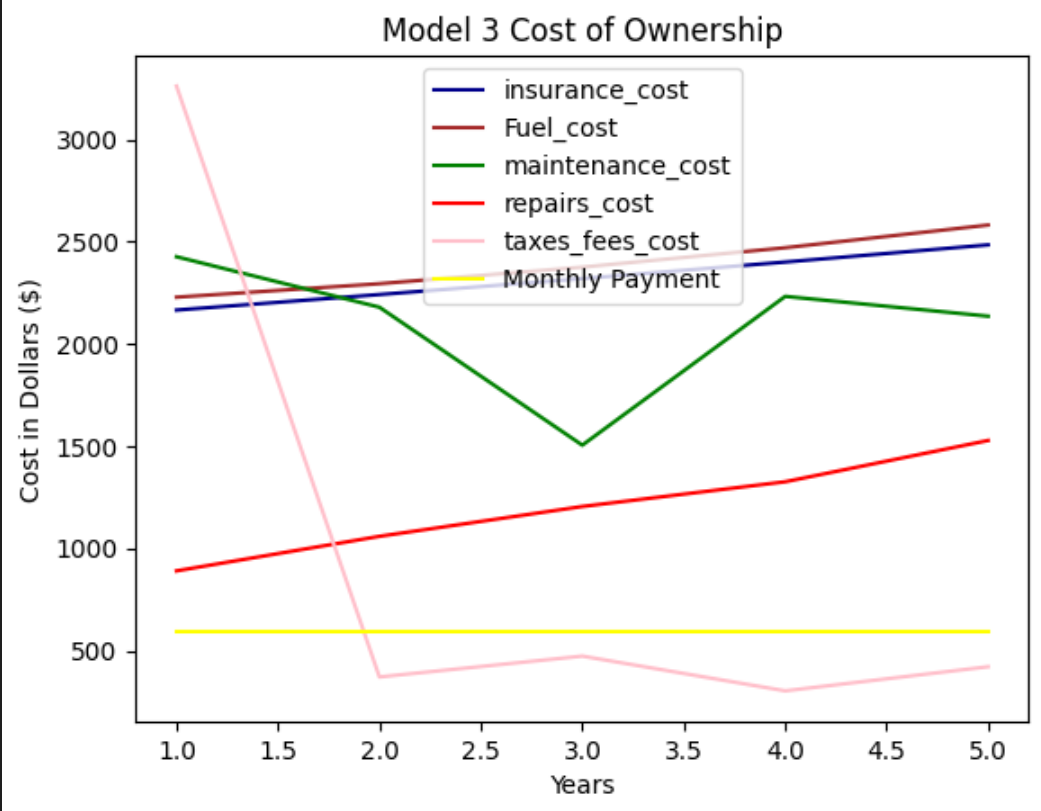 Model 3 Cost of Ownership
insurance_cost
Fuel_cost
maintenance_cost
repairs_cost
taxes_fees_cost
Monthly Payment
Cost in Dollars ($)
3000
2500
2000
1500
1000
500
1.0 1.5 2.0 2.5 3.0 3.5 4.0 4.5 5.0
Years